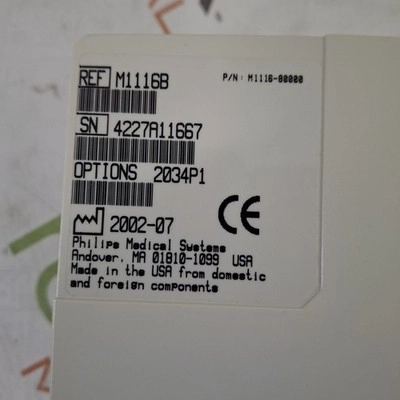 REF M1116B P/N: M1116-80000
SN 4227A11667
OPTIONS 2034P1
2002-07 CE
Philips Medical Systems
Andover, MA 01810-1099 USA
Made in the USA from domestic
and foreign components